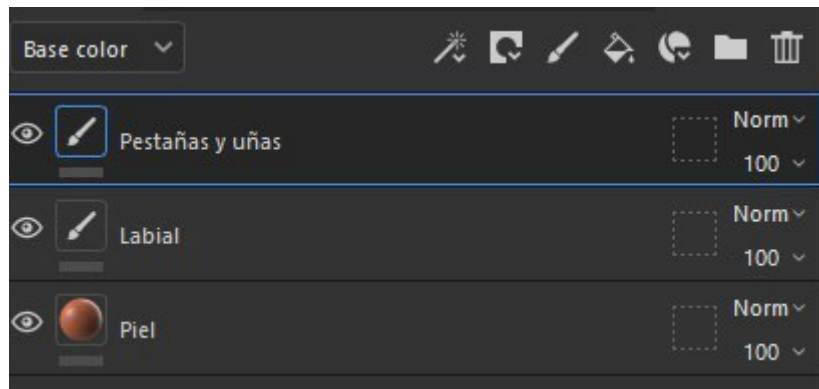 Base color
Pestañas y uñas
Norm
100
Labial
Norm
100
Piel
Norm
100